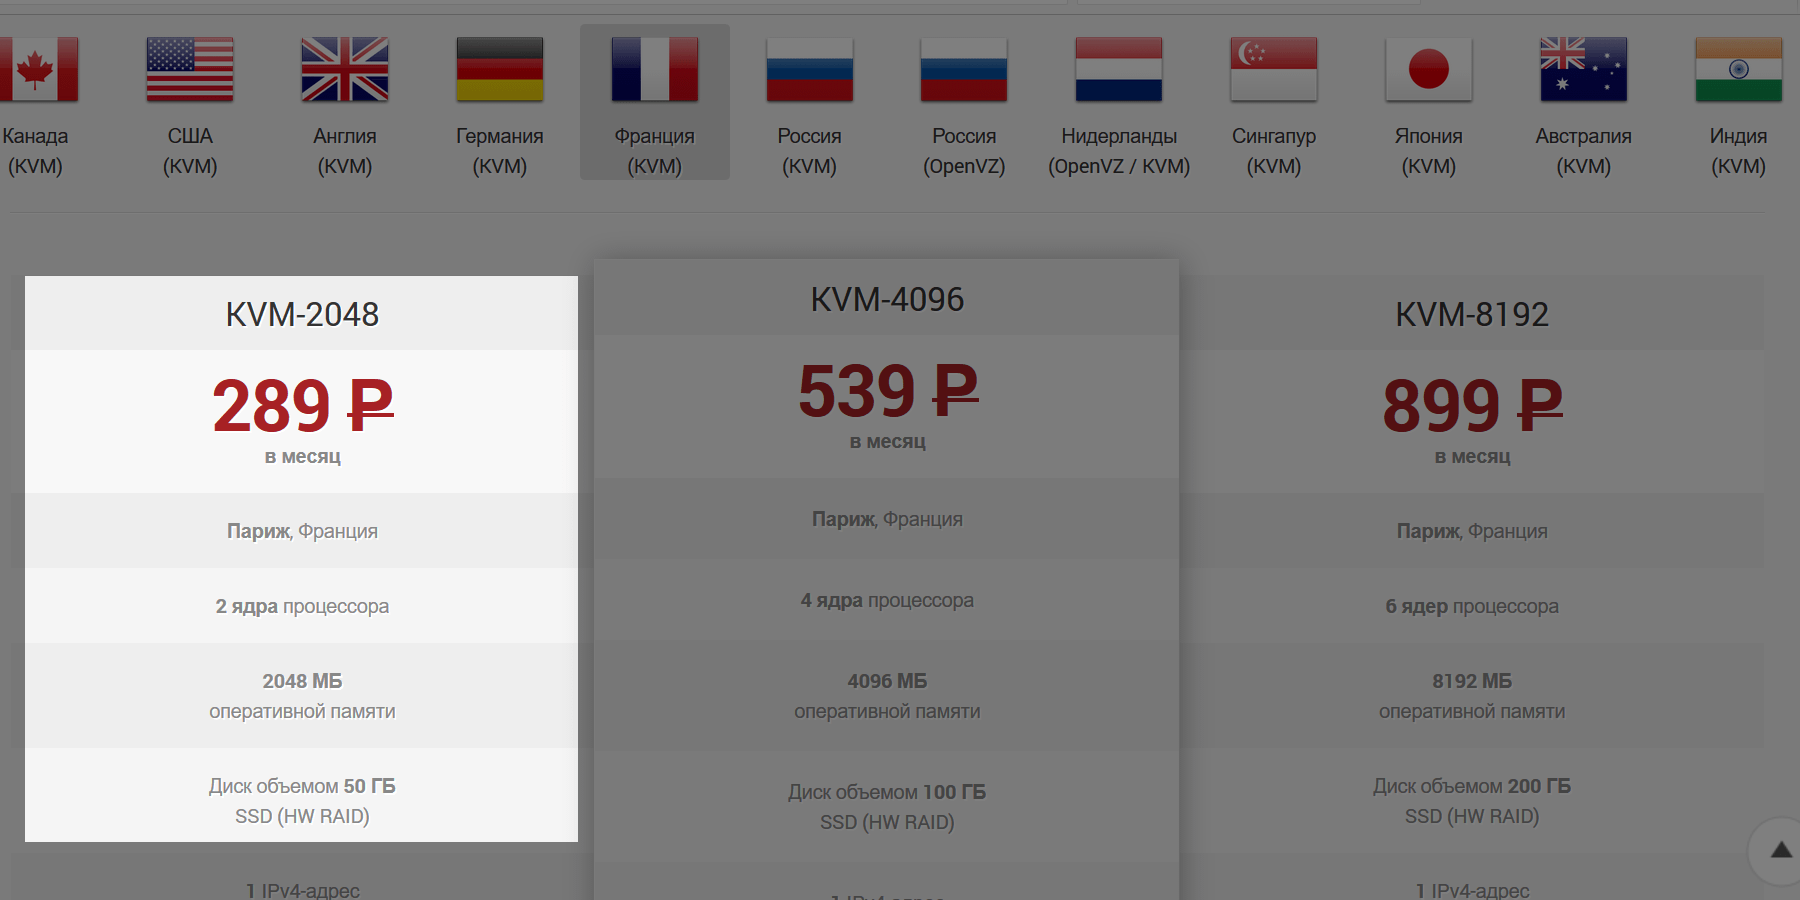 Канада
(KVM)
США
(KVM)
Англия
(KVM)
Германия
(KVM)
Франция
(KVM)
Россия
(KVM)
Россия
(OpenVZ)
Нидерланды
(OpenVZ / KVM)
Сингапур
(KVM)
Япония
(KVM)
Австралия
(KVM)
Индия
(KVM)
KVM-2048
289 ₽
в месяц
Париж, Франция
2 ядра процессора
2048 МБ
оперативной памяти
Диск объемом 50 ГБ
SSD (HW RAID)
1 IPv4-адрес
KVM-4096
539 ₽
в месяц
Париж, Франция
4 ядра процессора
4096 МБ
оперативной памяти
Диск объемом 100 ГБ
SSD (HW RAID)
KVM-8192
899 ₽
в месяц
Париж, Франция
6 ядер процессора
8192 МБ
оперативной памяти
Диск объемом 200 ГБ
SSD (HW RAID)
1 IPv4-адрес